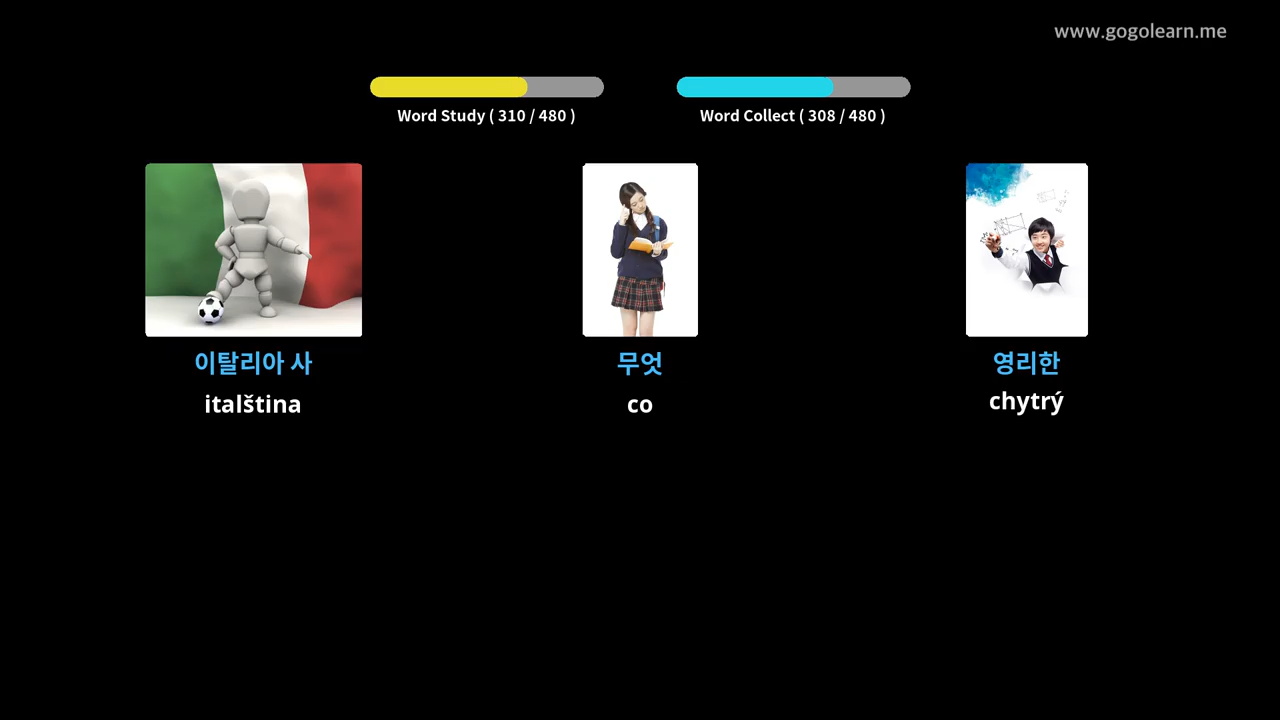 www.gogolearn.me
Word Study ( 310 / 480 )
Word Collect ( 308 / 480 )
이탈리아 사
무엇
영리한
italština
co
chytrý